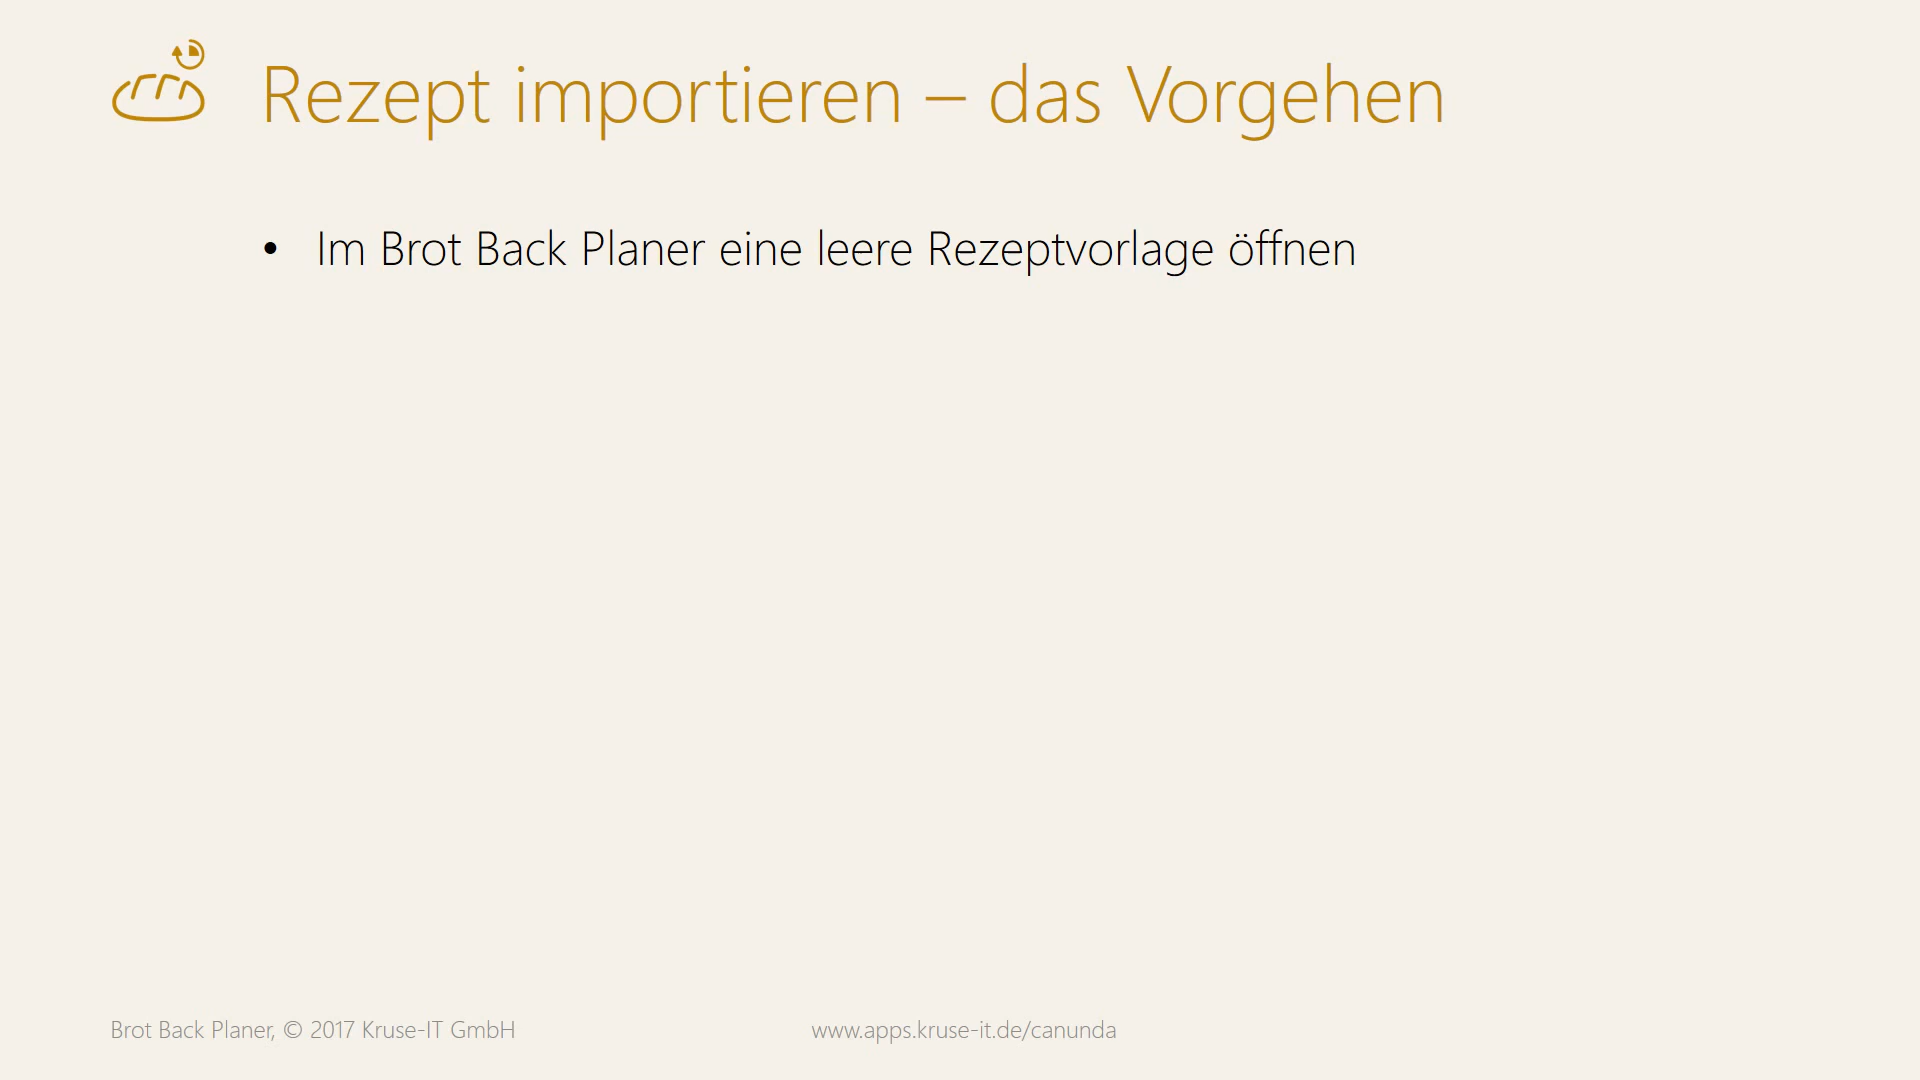 Rezept importieren – das Vorgehen
• Im Brot Back Planer eine leere Rezeptvorlage öffnen
Brot Back Planer, © 2017 Kruse-IT GmbH
www.apps.kruse-it.de/canunda